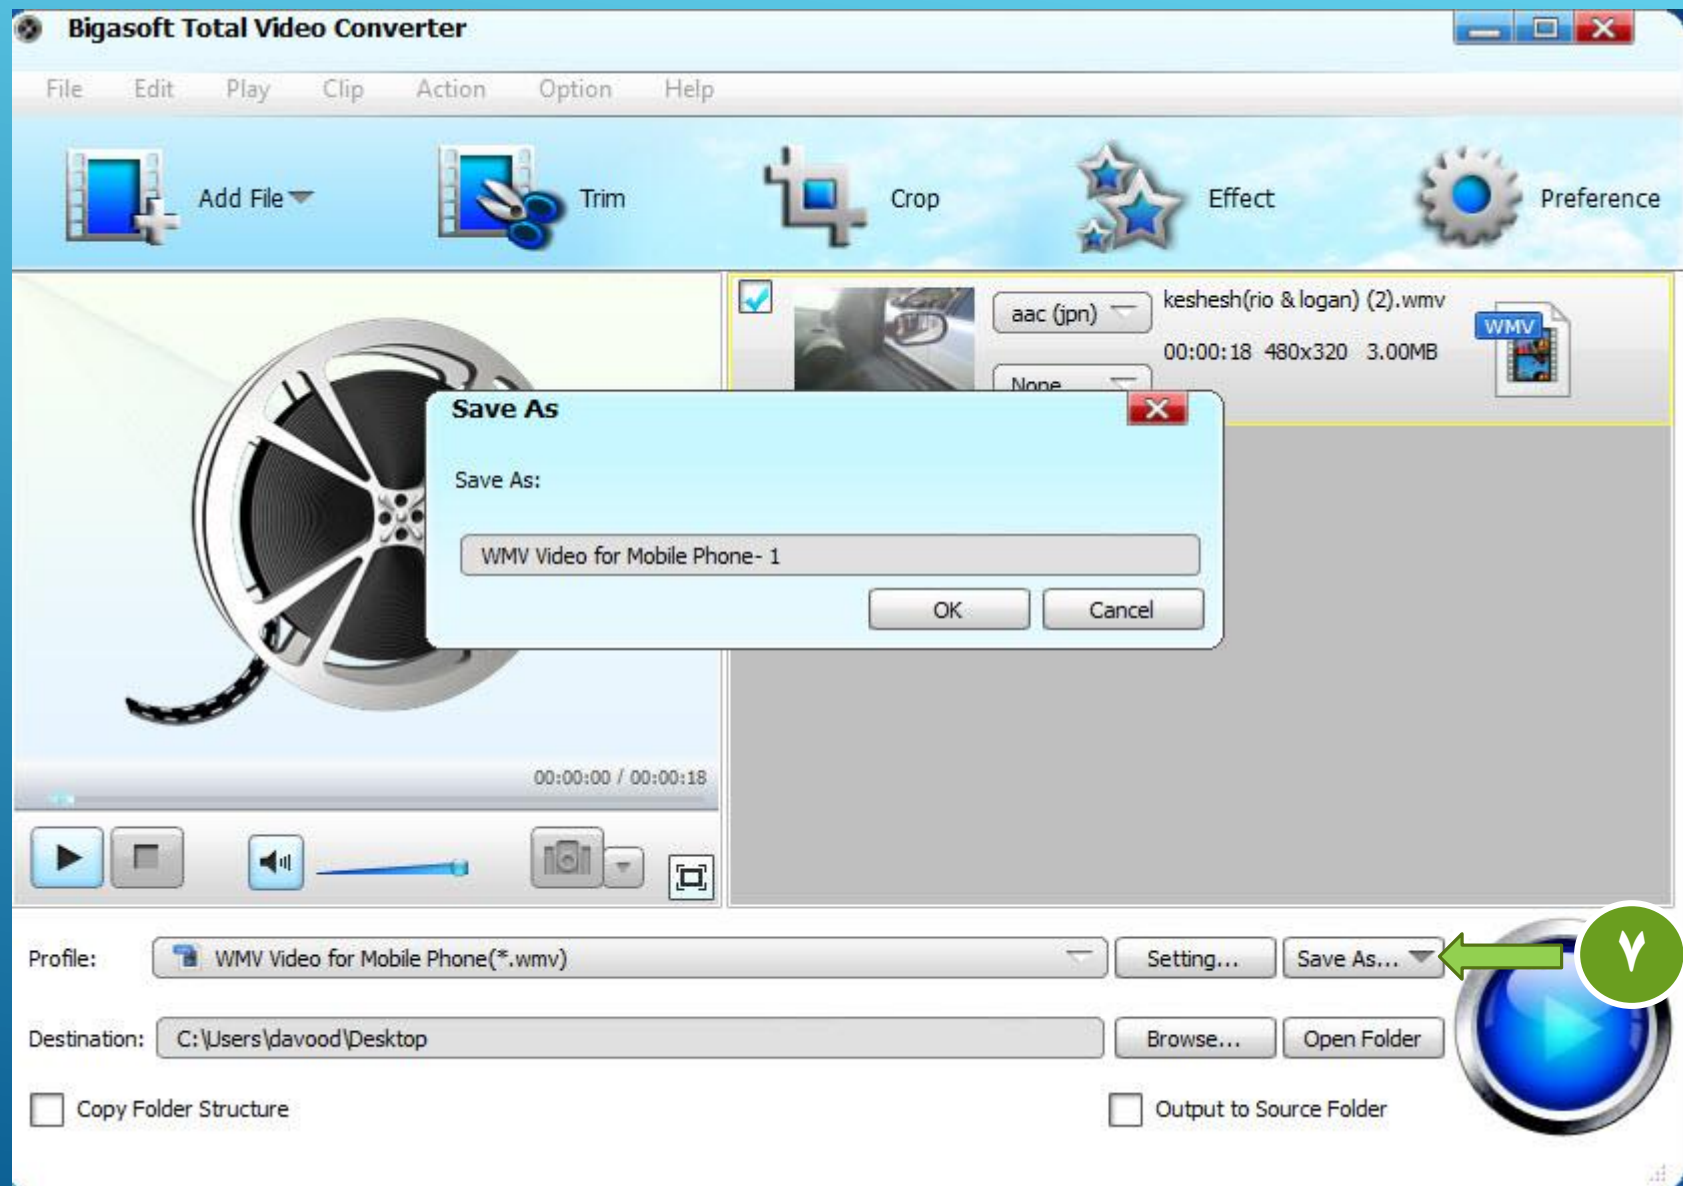 Bigasoft Total Video Converter
File Edit Play Clip Action Option Help
Add File Trim Crop Effect Preference
aac (jpn)
keshesh(rio & logan) (2).wmv
WMV
00:00:18 480x320 3.00MB
None
Save As
Save As:
WMV Video for Mobile Phone- 1
OK Cancel
00:00:00 / 00:00:18
Profile: WMV Video for Mobile Phone(*.wmv) Setting... Save As... ۷
Destination: C:\Users\davood\Desktop Browse... Open Folder
Copy Folder Structure Output to Source Folder